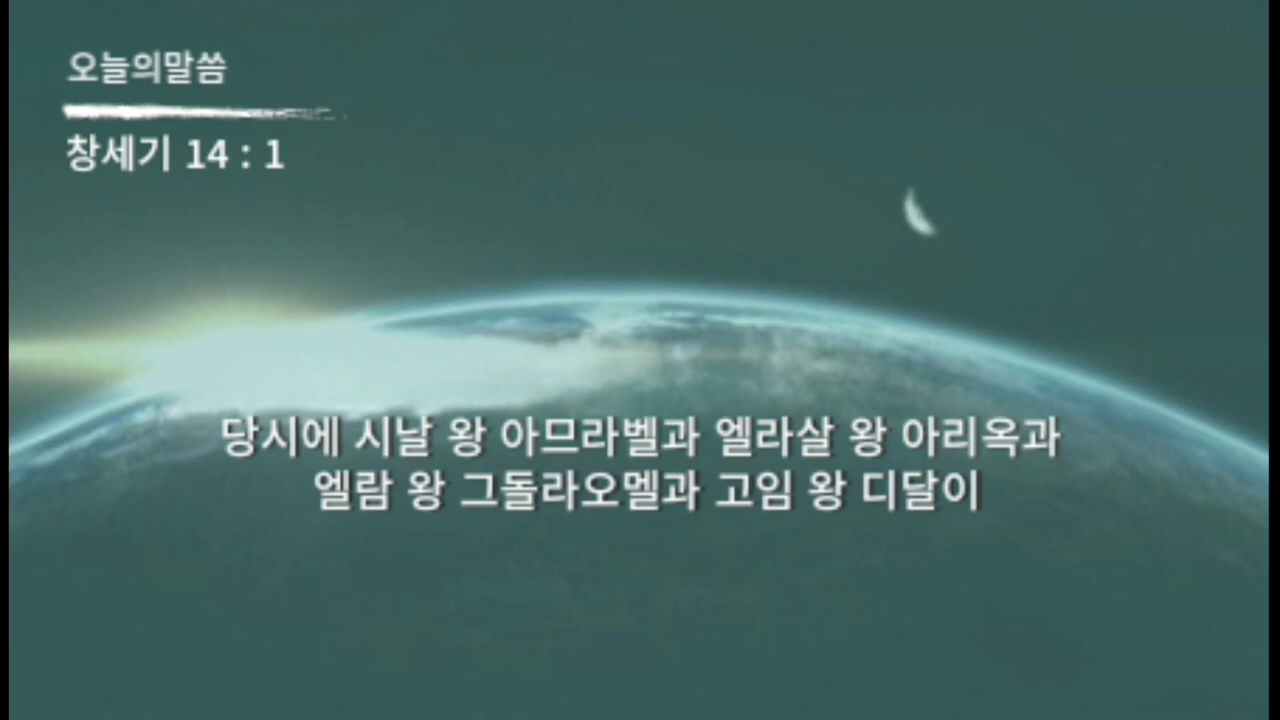 오늘의말씀
창세기 14 : 1
당시에 시날 왕 아므라벨과 엘라살 왕 아리옥과
엘람 왕 그돌라오멜과 고임 왕 디달이